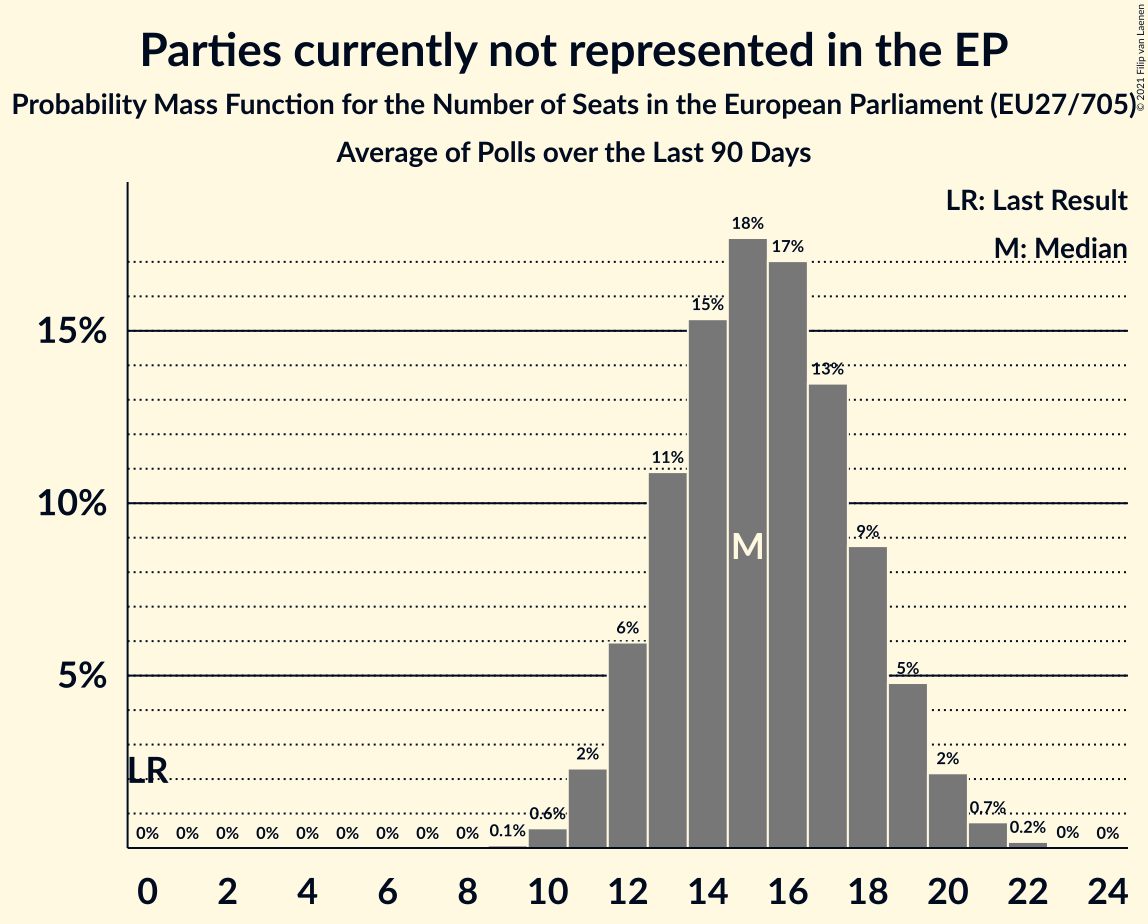 Parties currently not represented in the EP
Probability Mass Function for the Number of Seats in the European Parliament (EU27/705)
Average of Polls over the Last 90 Days
© 2021 Filip van Laenen
LR: Last Result
M: Median
15%
10%
5%
LR
M
0% 0% 0% 0% 0% 0% 0% 0% 0% 0.1% 0.6% 2% 6% 11% 15% 18% 17% 13% 9% 5% 2% 0.7% 0.2% 0% 0%
0 2 4 6 8 10 12 14 16 18 20 22 24